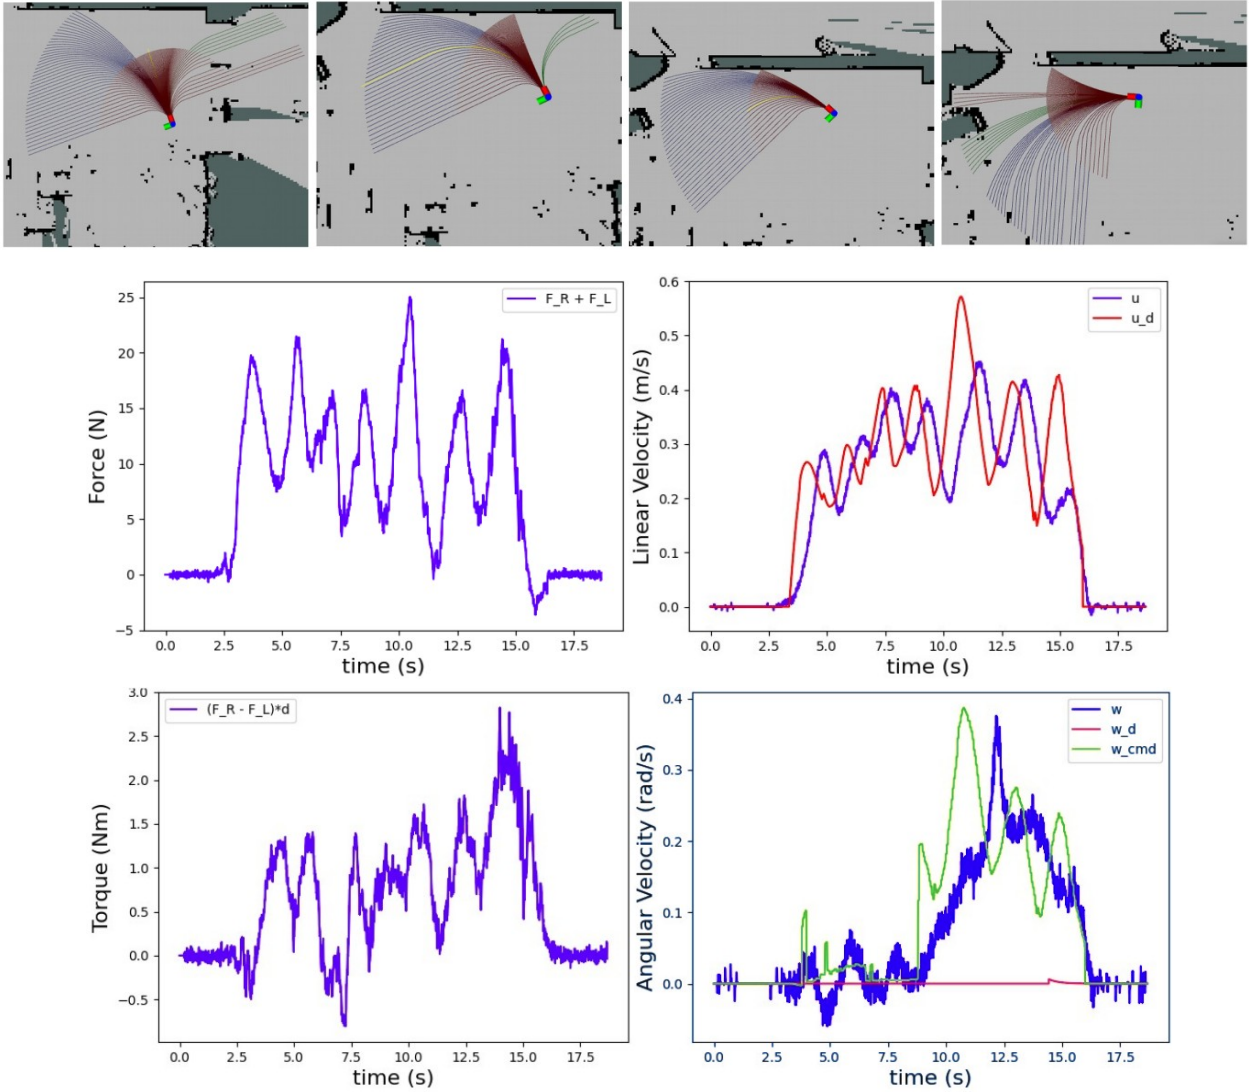 F_R + F_L
25
20
15
10
5
0
−5
Force (N)
0.0 2.5 5.0 7.5 10.0 12.5 15.0 17.5
time (s)
u
u_d
0.6
0.5
0.4
0.3
0.2
0.1
0.0
Linear Velocity (m/s)
0.0 2.5 5.0 7.5 10.0 12.5 15.0 17.5
time (s)
(F_R - F_L)*d
3.0
2.5
2.0
1.5
1.0
0.5
0.0
−0.5
Torque (Nm)
0.0 2.5 5.0 7.5 10.0 12.5 15.0 17.5
time (s)
w
w_d
w_cmd
0.4
0.3
0.2
0.1
0.0
Angular Velocity (rad/s)
0.0 2.5 5.0 7.5 10.0 12.5 15.0 17.5
time (s)